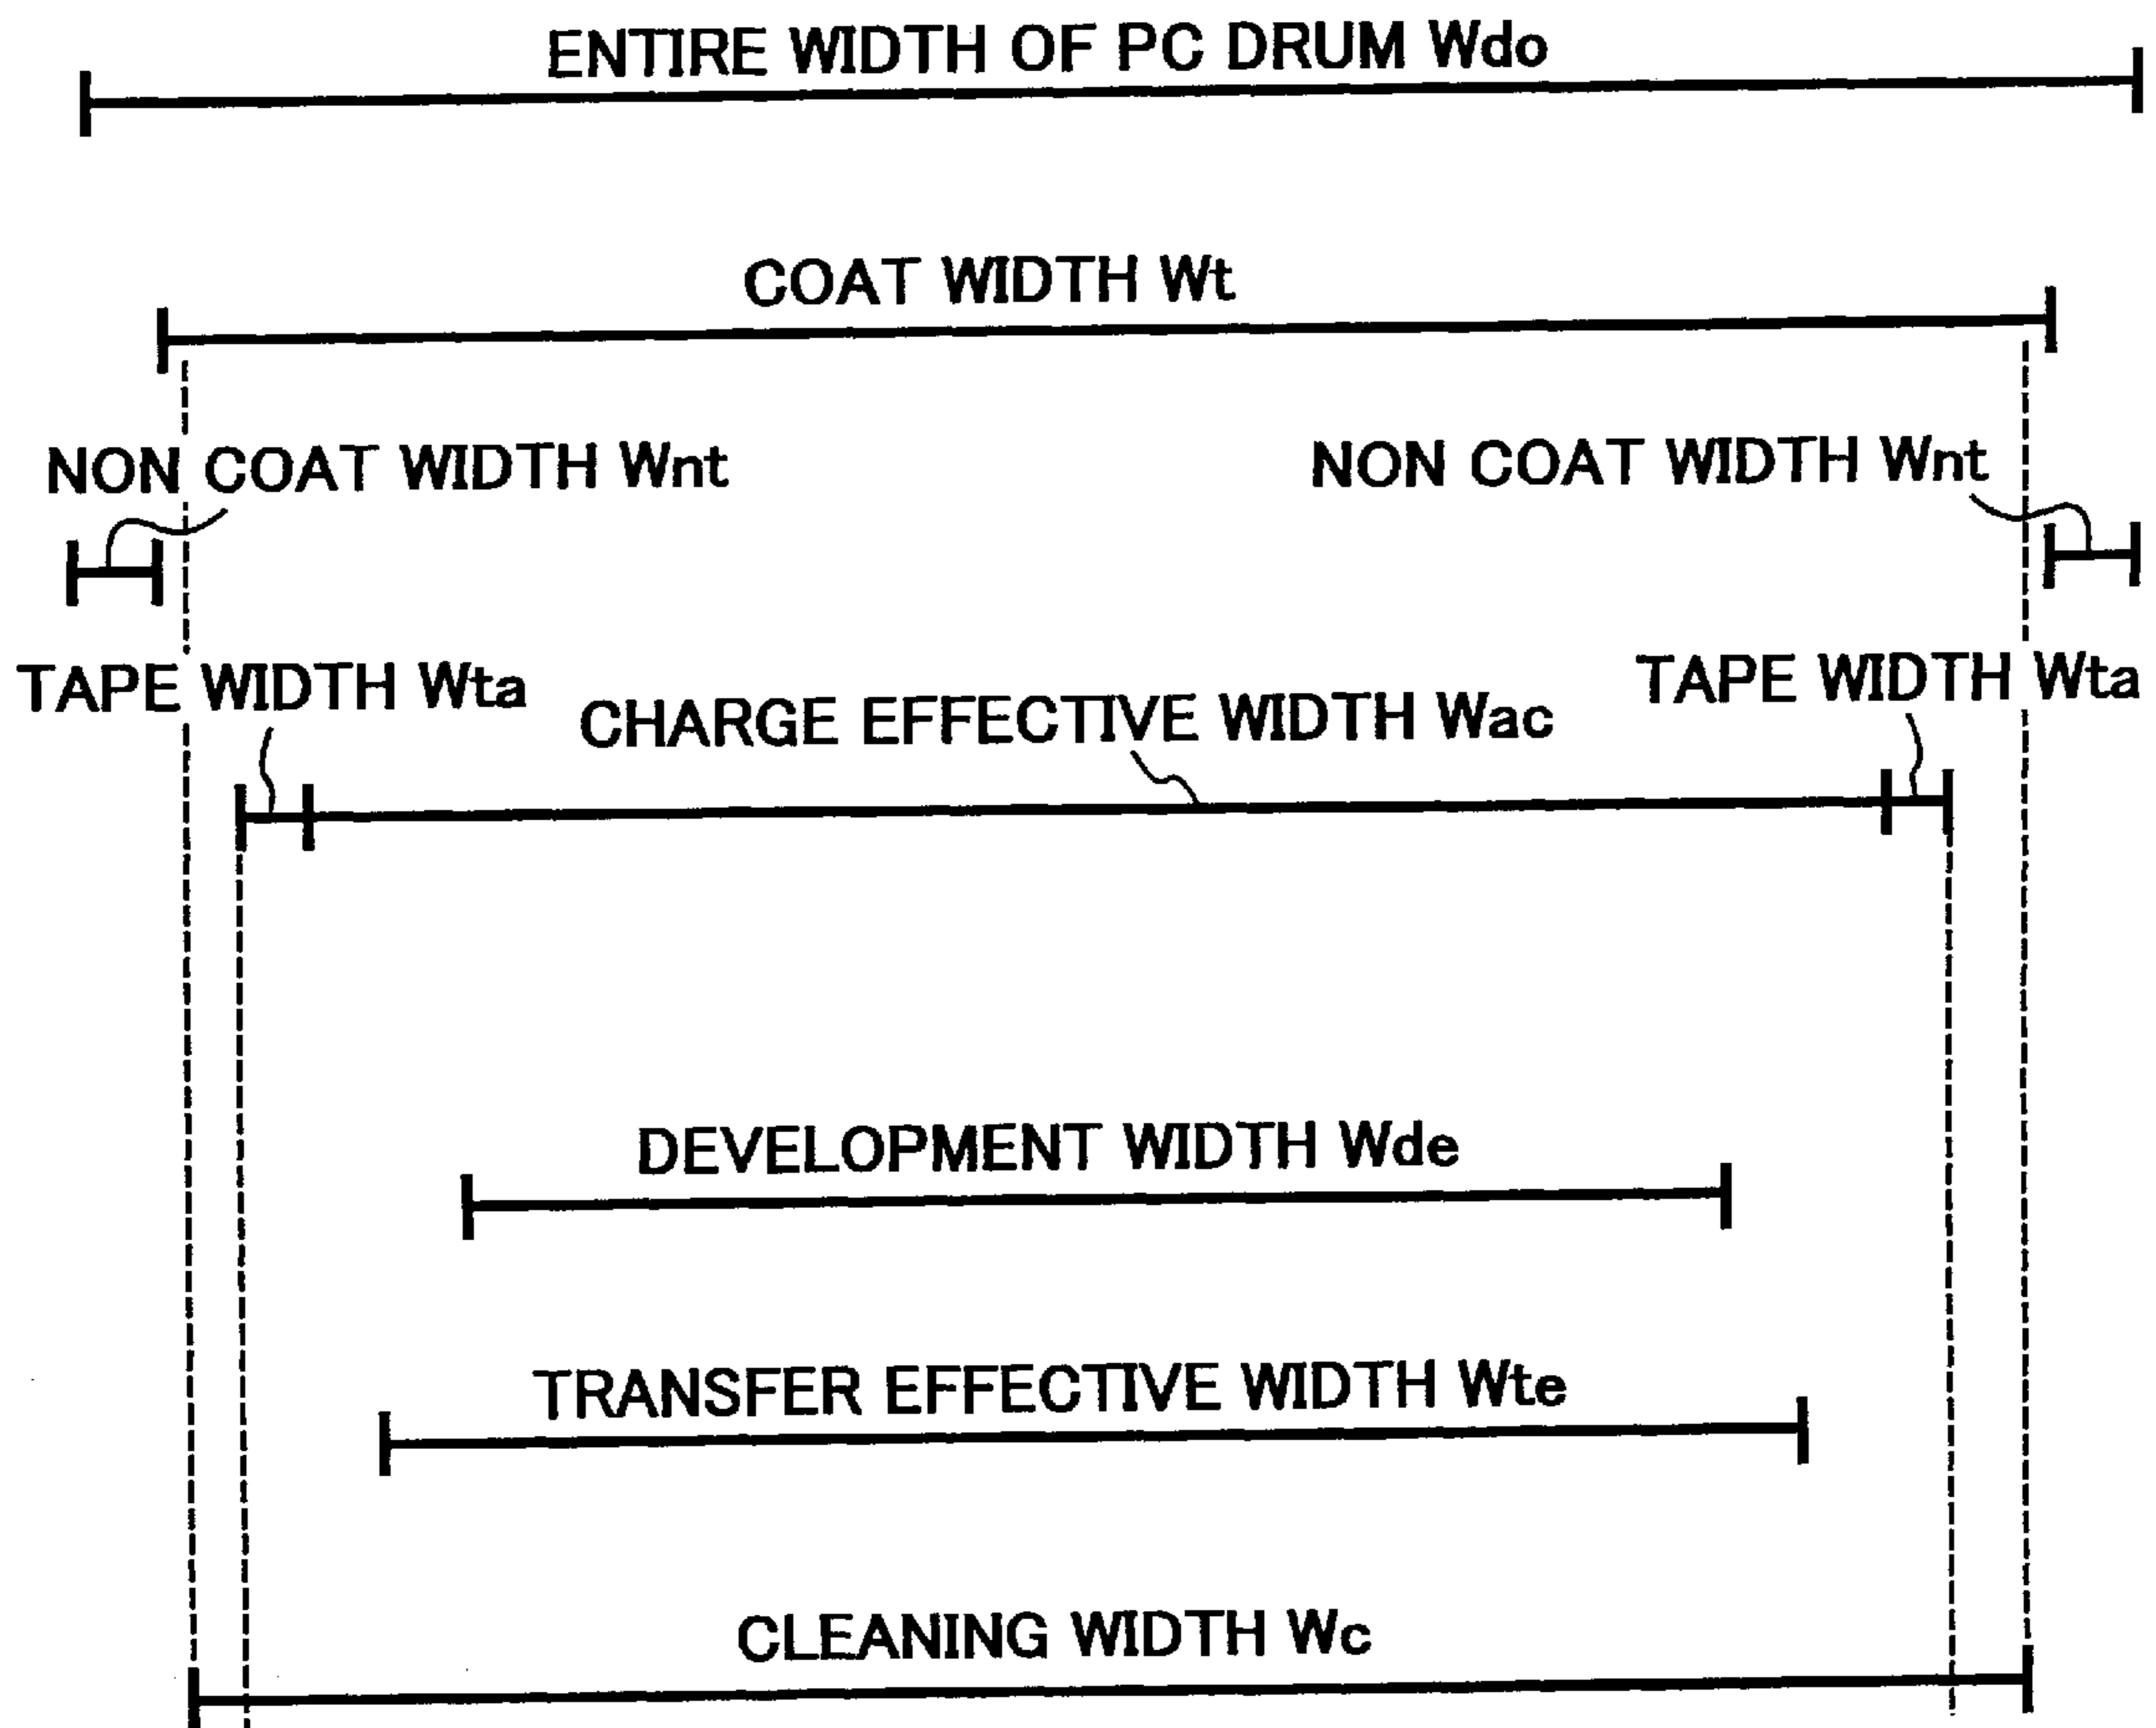 ENTIRE WIDTH OF PC DRUM Wdo
COAT WIDTH Wt
NON COAT WIDTH Wnt
NON COAT WIDTH Wnt
TAPE WIDTH Wta
TAPE WIDTH Wta
CHARGE EFFECTIVE WIDTH Wac
DEVELOPMENT WIDTH Wde
TRANSFER EFFECTIVE WIDTH Wte
CLEANING WIDTH Wc